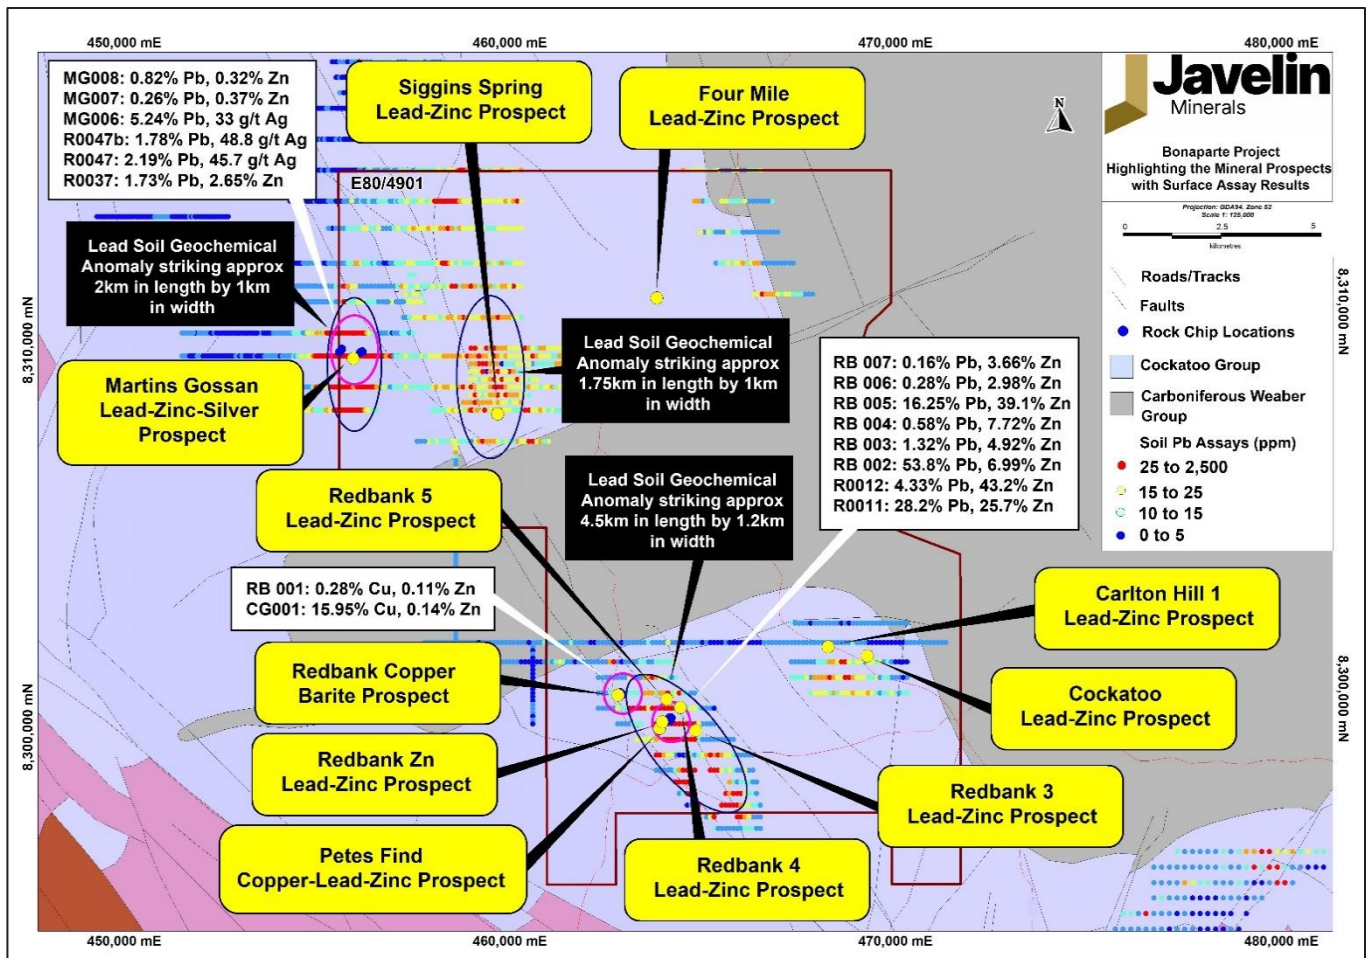 450,000 mE
460,000 mE
470,000 mE
480,000 mE
MG008: 0.82% Pb, 0.32% Zn
MG007: 0.26% Pb, 0.37% Zn
MG006: 5.24% Pb, 33 g/t Ag
R0047b: 1.78% Pb, 48.8 g/t Ag
R0047: 2.19% Pb, 45.7 g/t Ag
R0037: 1.73% Pb, 2.65% Zn
Siggins Spring
Lead-Zinc Prospect
Four Mile
Lead-Zinc Prospect
N
Javelin
Minerals
Bonaparte Project
Highlighting the Mineral Prospects
with Surface Assay Results
Projection: GDA94, Zone 52
Scale 1: 125,000
0
2.5
5
kilometres
Roads/Tracks
Faults
Rock Chip Locations
Cockatoo Group
Carboniferous Weaber
Group
Soil Pb Assays (ppm)
25 to 2,500
15 to 25
10 to 15
0 to 5
E80/4901
Lead Soil Geochemical
Anomaly striking approx
2km in length by 1km
in width
8,310,000 mN
8,310,000 mN
Martins Gossan
Lead-Zinc-Silver
Prospect
Lead Soil Geochemical
Anomaly striking approx
1.75km in length by 1km
in width
RB 007: 0.16% Pb, 3.66% Zn
RB 006: 0.28% Pb, 2.98% Zn
RB 005: 16.25% Pb, 39.1% Zn
RB 004: 0.58% Pb, 7.72% Zn
RB 003: 1.32% Pb, 4.92% Zn
RB 002: 53.8% Pb, 6.99% Zn
R0012: 4.33% Pb, 43.2% Zn
R0011: 28.2% Pb, 25.7% Zn
Redbank 5
Lead-Zinc Prospect
Lead Soil Geochemical
Anomaly striking approx
4.5km in length by 1.2km
in width
RB 001: 0.28% Cu, 0.11% Zn
CG001: 15.95% Cu, 0.14% Zn
Carlton Hill 1
Lead-Zinc Prospect
Redbank Copper
Barite Prospect
Cockatoo
Lead-Zinc Prospect
8,300,000 mN
8,300,000 mN
Redbank Zn
Lead-Zinc Prospect
Redbank 3
Lead-Zinc Prospect
Petes Find
Copper-Lead-Zinc Prospect
Redbank 4
Lead-Zinc Prospect
450,000 mE
460,000 mE
470,000 mE
480,000 mE